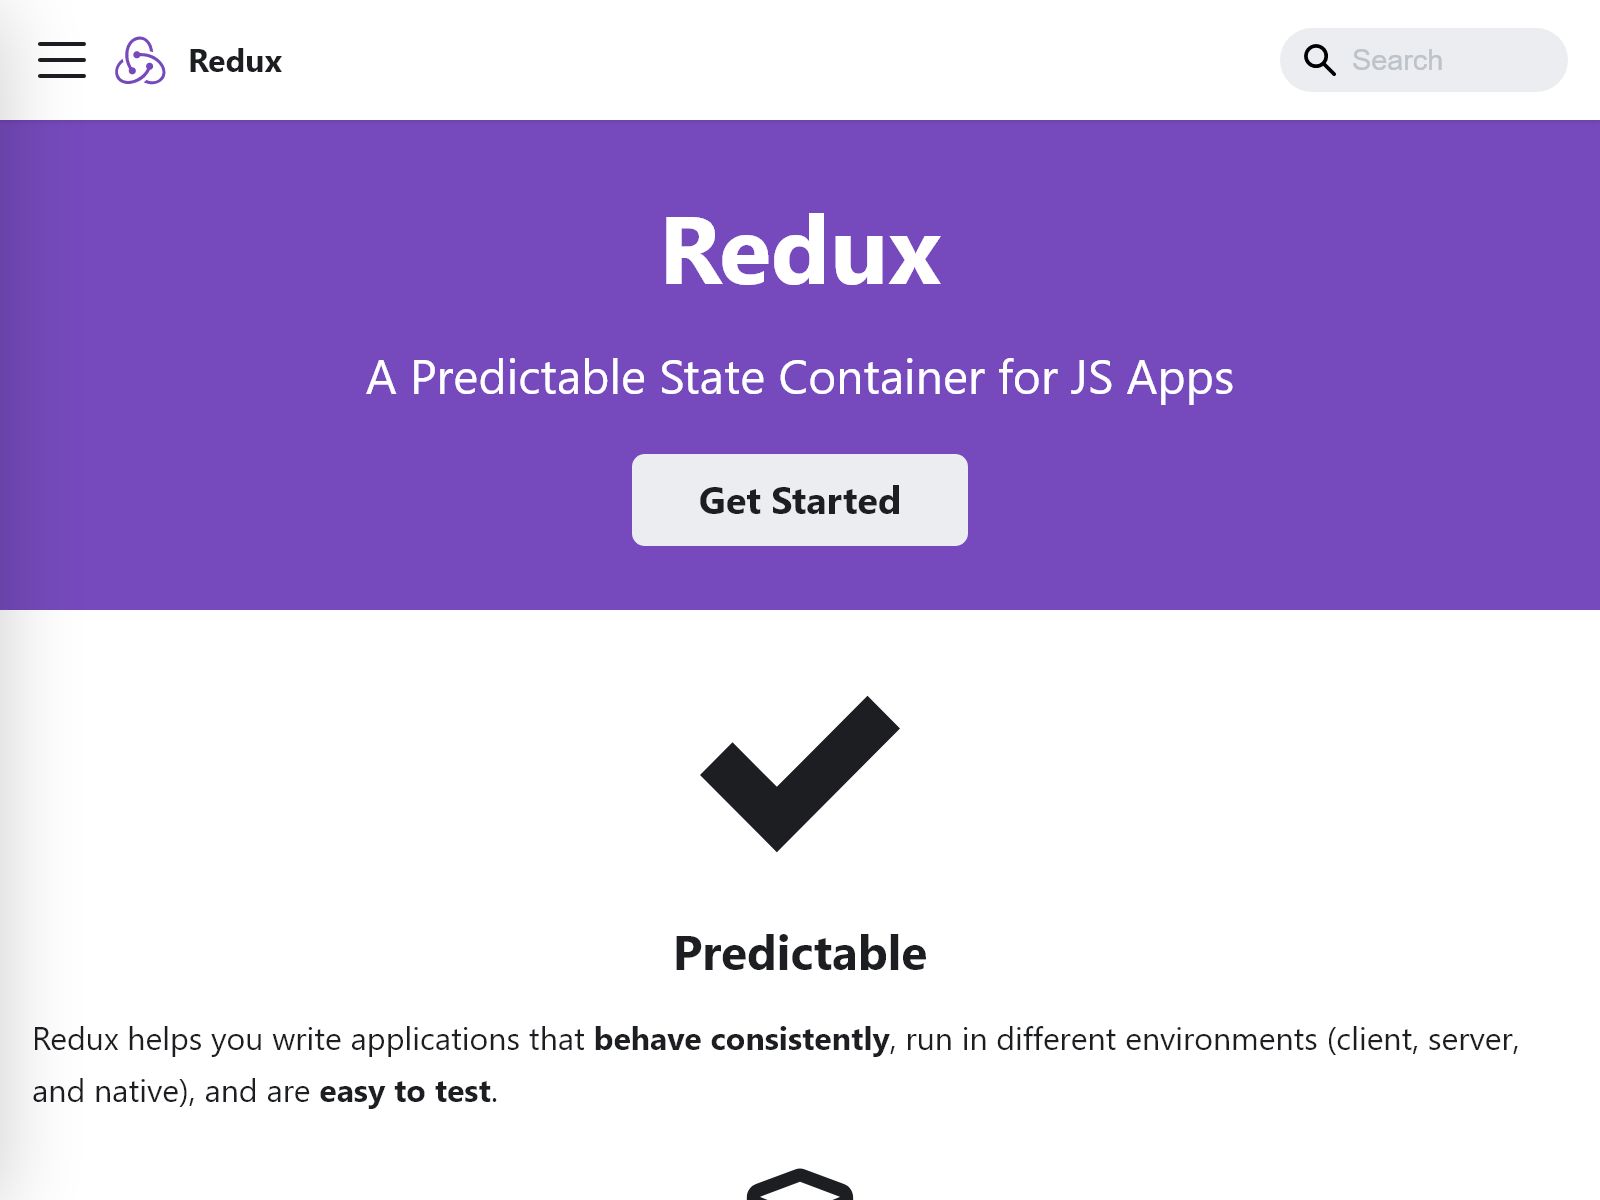 Redux
Search
Redux
A Predictable State Container for JS Apps
Get Started
Predictable
Redux helps you write applications that behave consistently, run in different environments (client, server,
and native), and are easy to test.